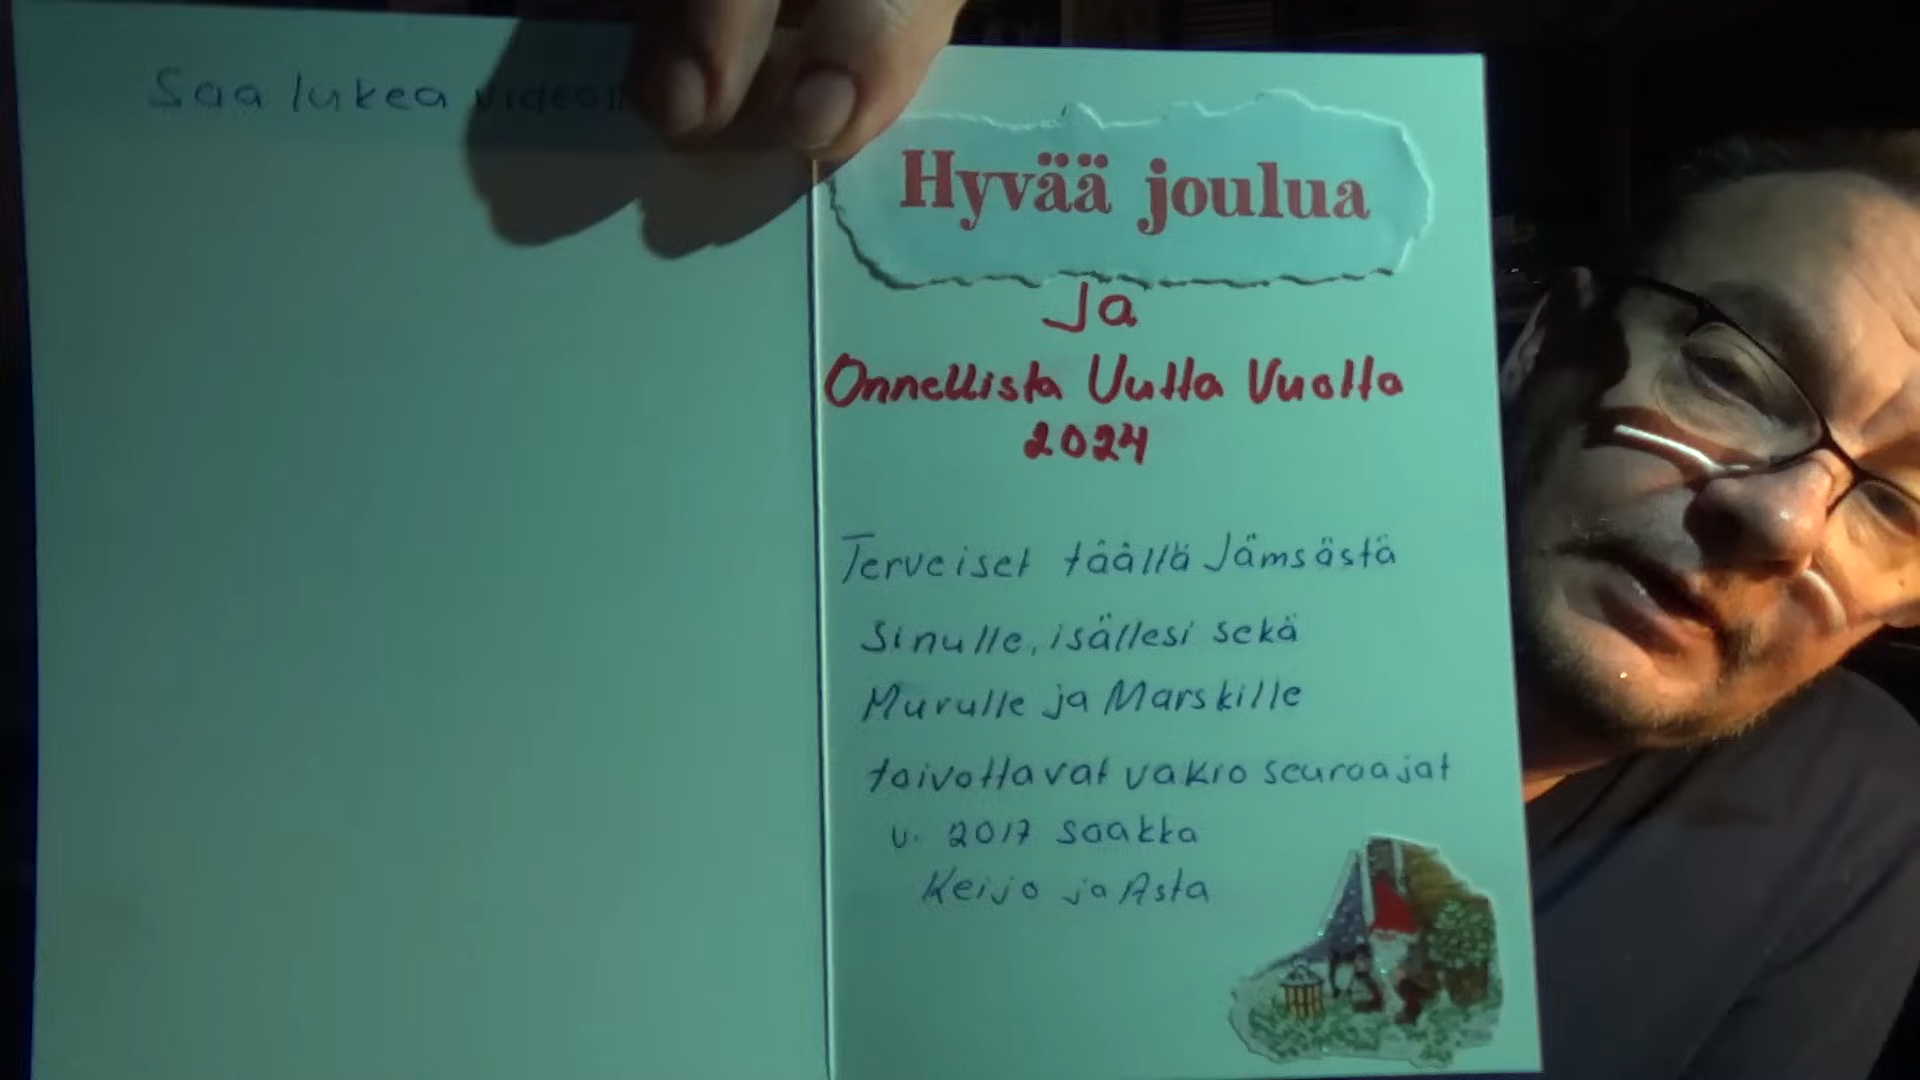 Saa lukea
Hyvää joulua
Ja
Onnellista Uutta Vuotta
2024
Terveiset täällä Jämsästä
Sinulle, isällesi sekä
Murulle ja Marskille
toivottavat vakio seuraajat
v. 2017 saakka
Keijo ja Asta